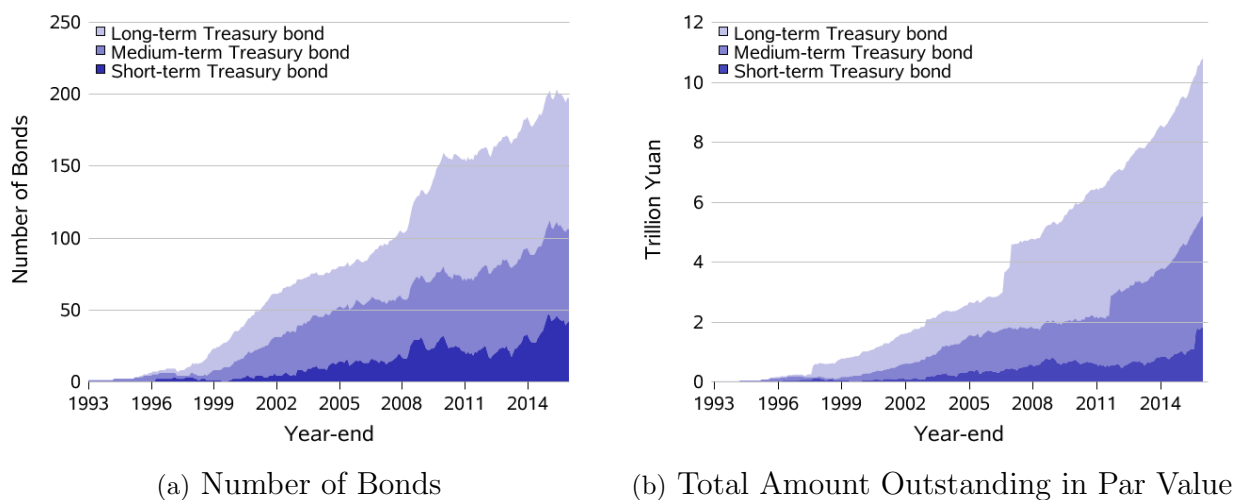 250
200
150
100
50
0
Number of Bonds
Long-term Treasury bond
Medium-term Treasury bond
Short-term Treasury bond
1993 1996 1999 2002 2005 2008 2011 2014
Year-end
(a) Number of Bonds
12
10
8
6
4
2
0
Trillion Yuan
Long-term Treasury bond
Medium-term Treasury bond
Short-term Treasury bond
1993 1996 1999 2002 2005 2008 2011 2014
Year-end
(b) Total Amount Outstanding in Par Value